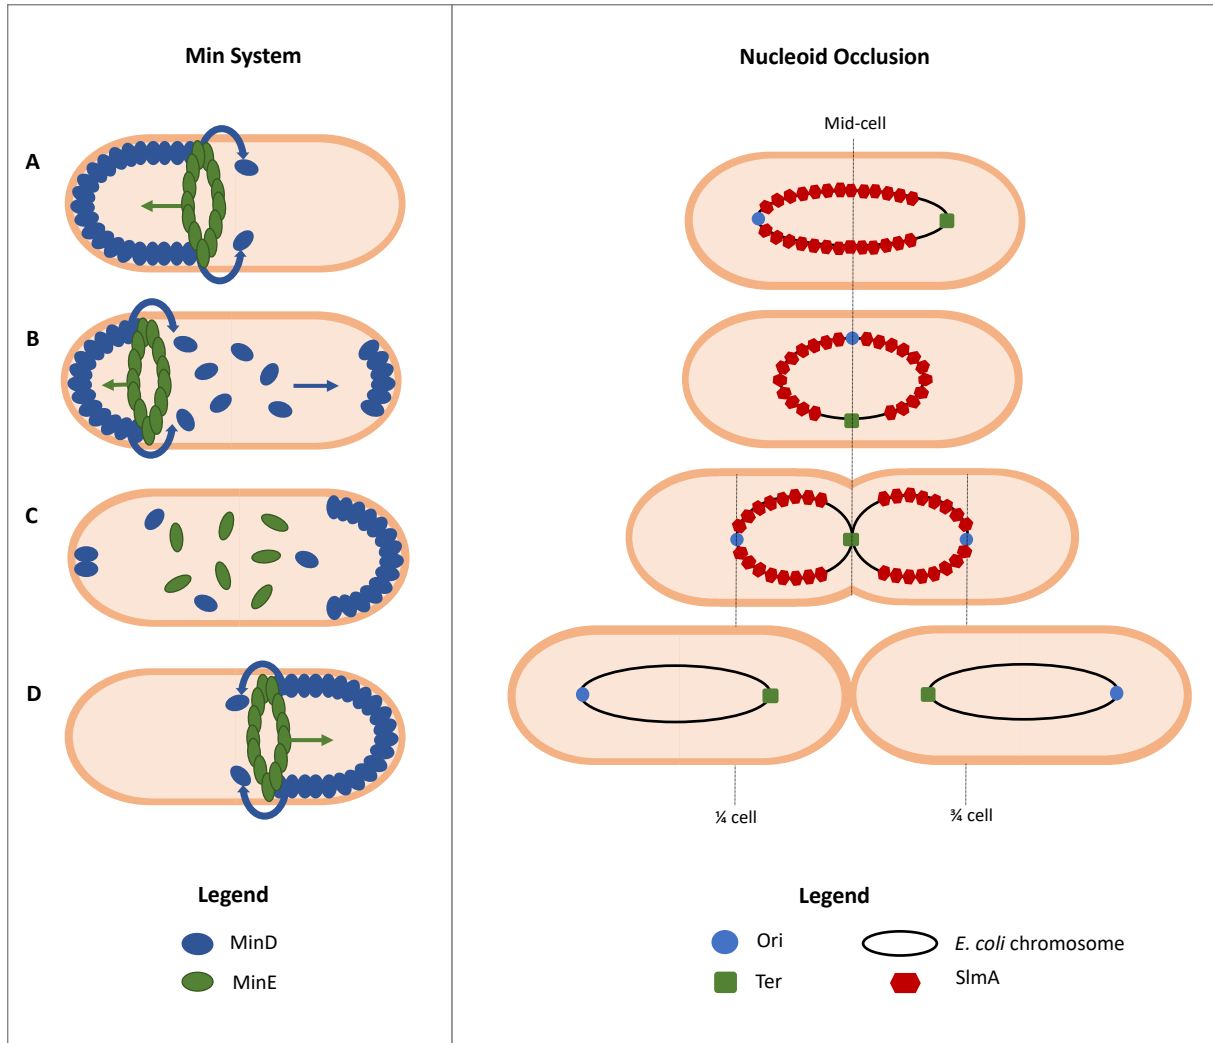 Min System
A
B
C
D
Legend
MinD
MinE
Nucleoid Occlusion
Mid-cell
¼ cell
¾ cell
Legend
Ori
E. coli chromosome
Ter
SlmA